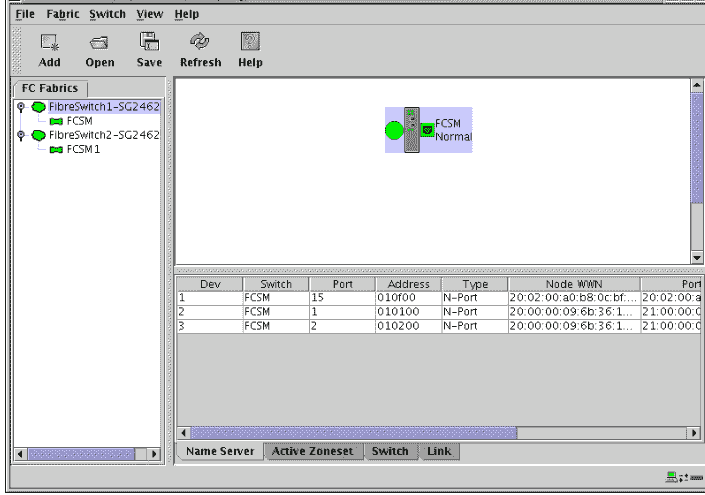 File Fabric Switch View Help
Add Open Save Refresh Help
FC Fabrics
FibreSwitch1-SG2462
FCSM
FibreSwitch2-SG2462
FCSM1
FCSM
Normal
Dev Switch Port Address Type Node WWN Port
1 FCSM 15 010f00 N-Port 20:02:00:a0:b8:0c:bf:... 20:02:00:a
2 FCSM 1 010100 N-Port 20:00:00:09:6b:36:1... 21:00:00:0
3 FCSM 2 010200 N-Port 20:00:00:09:6b:36:1... 21:00:00:0
Name Server Active Zoneset Switch Link